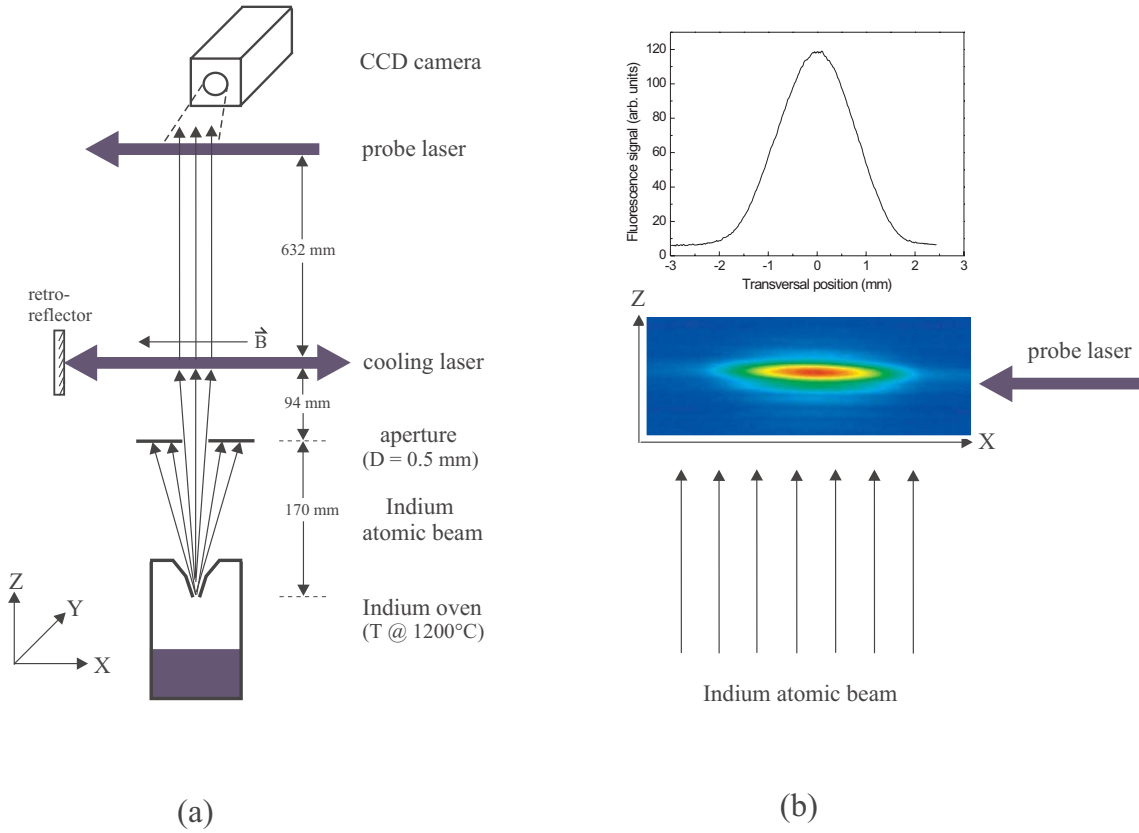 CCD camera
probe laser
632 mm
retro-
reflector
B
cooling laser
94 mm
aperture
(D = 0.5 mm)
170 mm
Indium
atomic beam
Indium oven
(T @ 1200°C)
Z
Y
X
(a)
Fluorescence signal (arb. units)
120
100
80
60
40
20
0
-3 -2 -1 0 1 2 3
Transversal position (mm)
Z
probe laser
X
Indium atomic beam
(b)